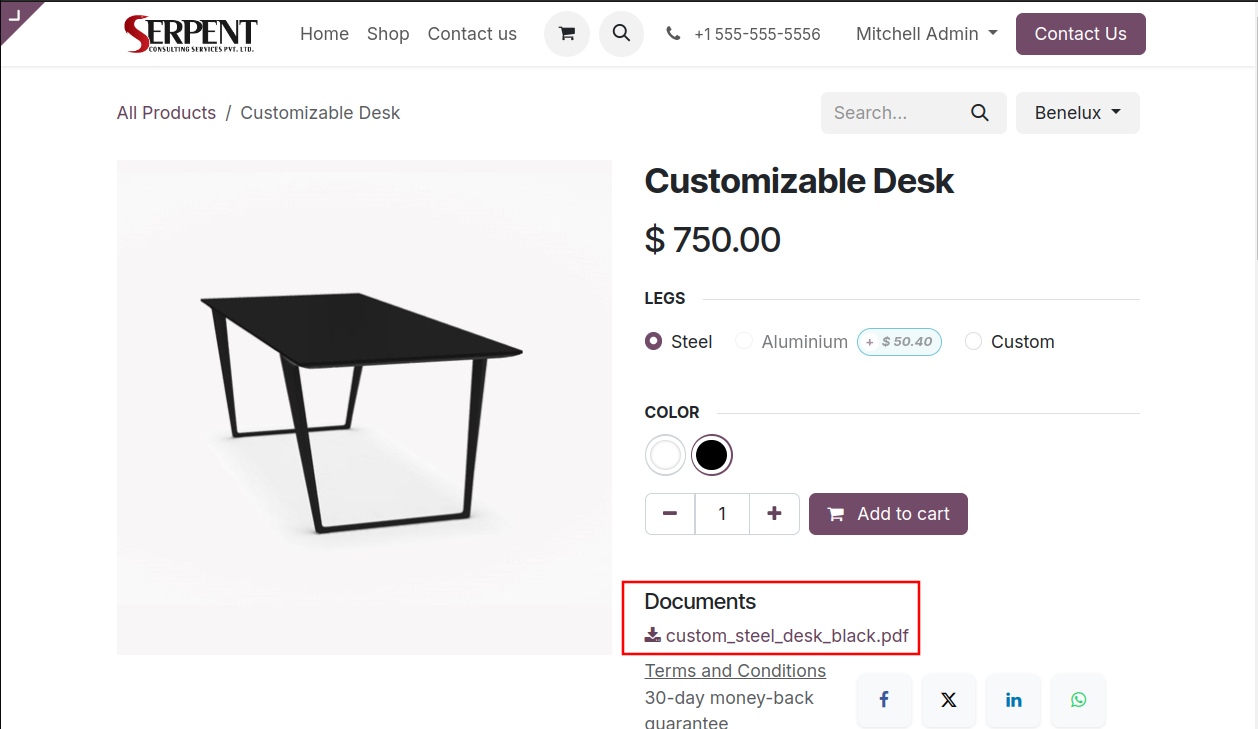 SERPENT
CONSULTING SERVICES PVT. LTD.
Home Shop Contact us +1 555-555-5556 Mitchell Admin Contact Us
All Products / Customizable Desk Search... Benelux
Customizable Desk
$ 750.00
LEGS
Steel Aluminium + $ 50.40 Custom
COLOR
1 Add to cart
Documents
custom_steel_desk_black.pdf
Terms and Conditions
30-day money-back
guarantee